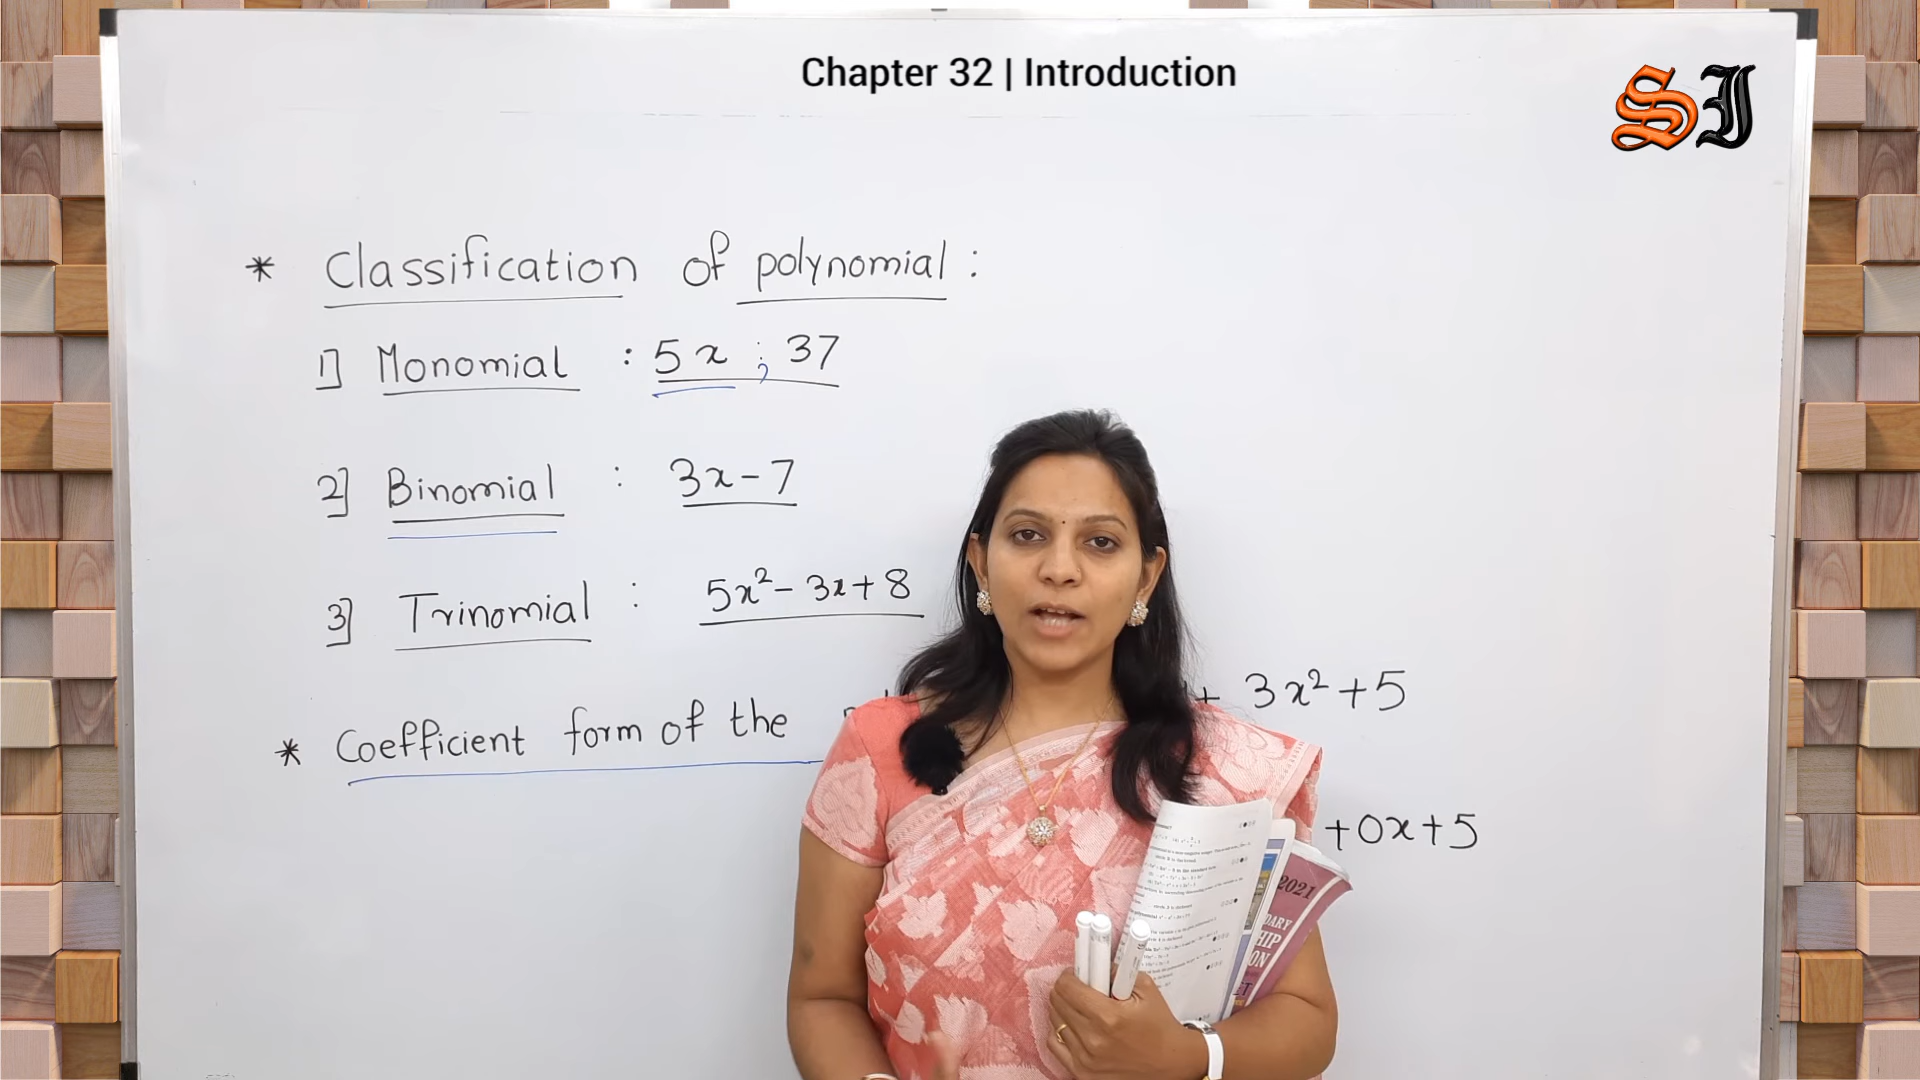 Chapter 32 | Introduction
SJ
* Classification of polynomial :
1] Monomial : 5x ; 37
2] Binomial : 3x - 7
3] Trinomial : 5x² - 3x + 8
+ 3x² + 5
* Coefficient form of the
+ 0x + 5
2021